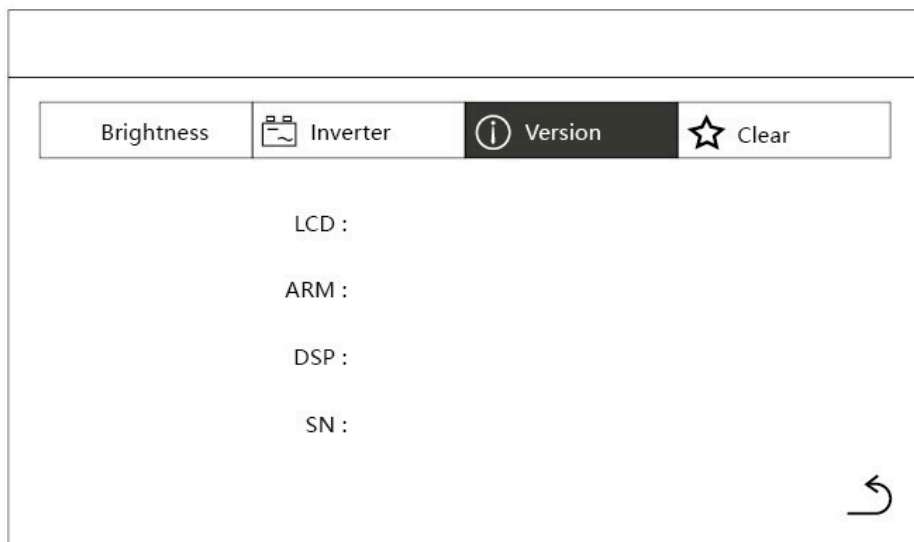 Brightness Inverter Version Clear
LCD :
ARM :
DSP :
SN :